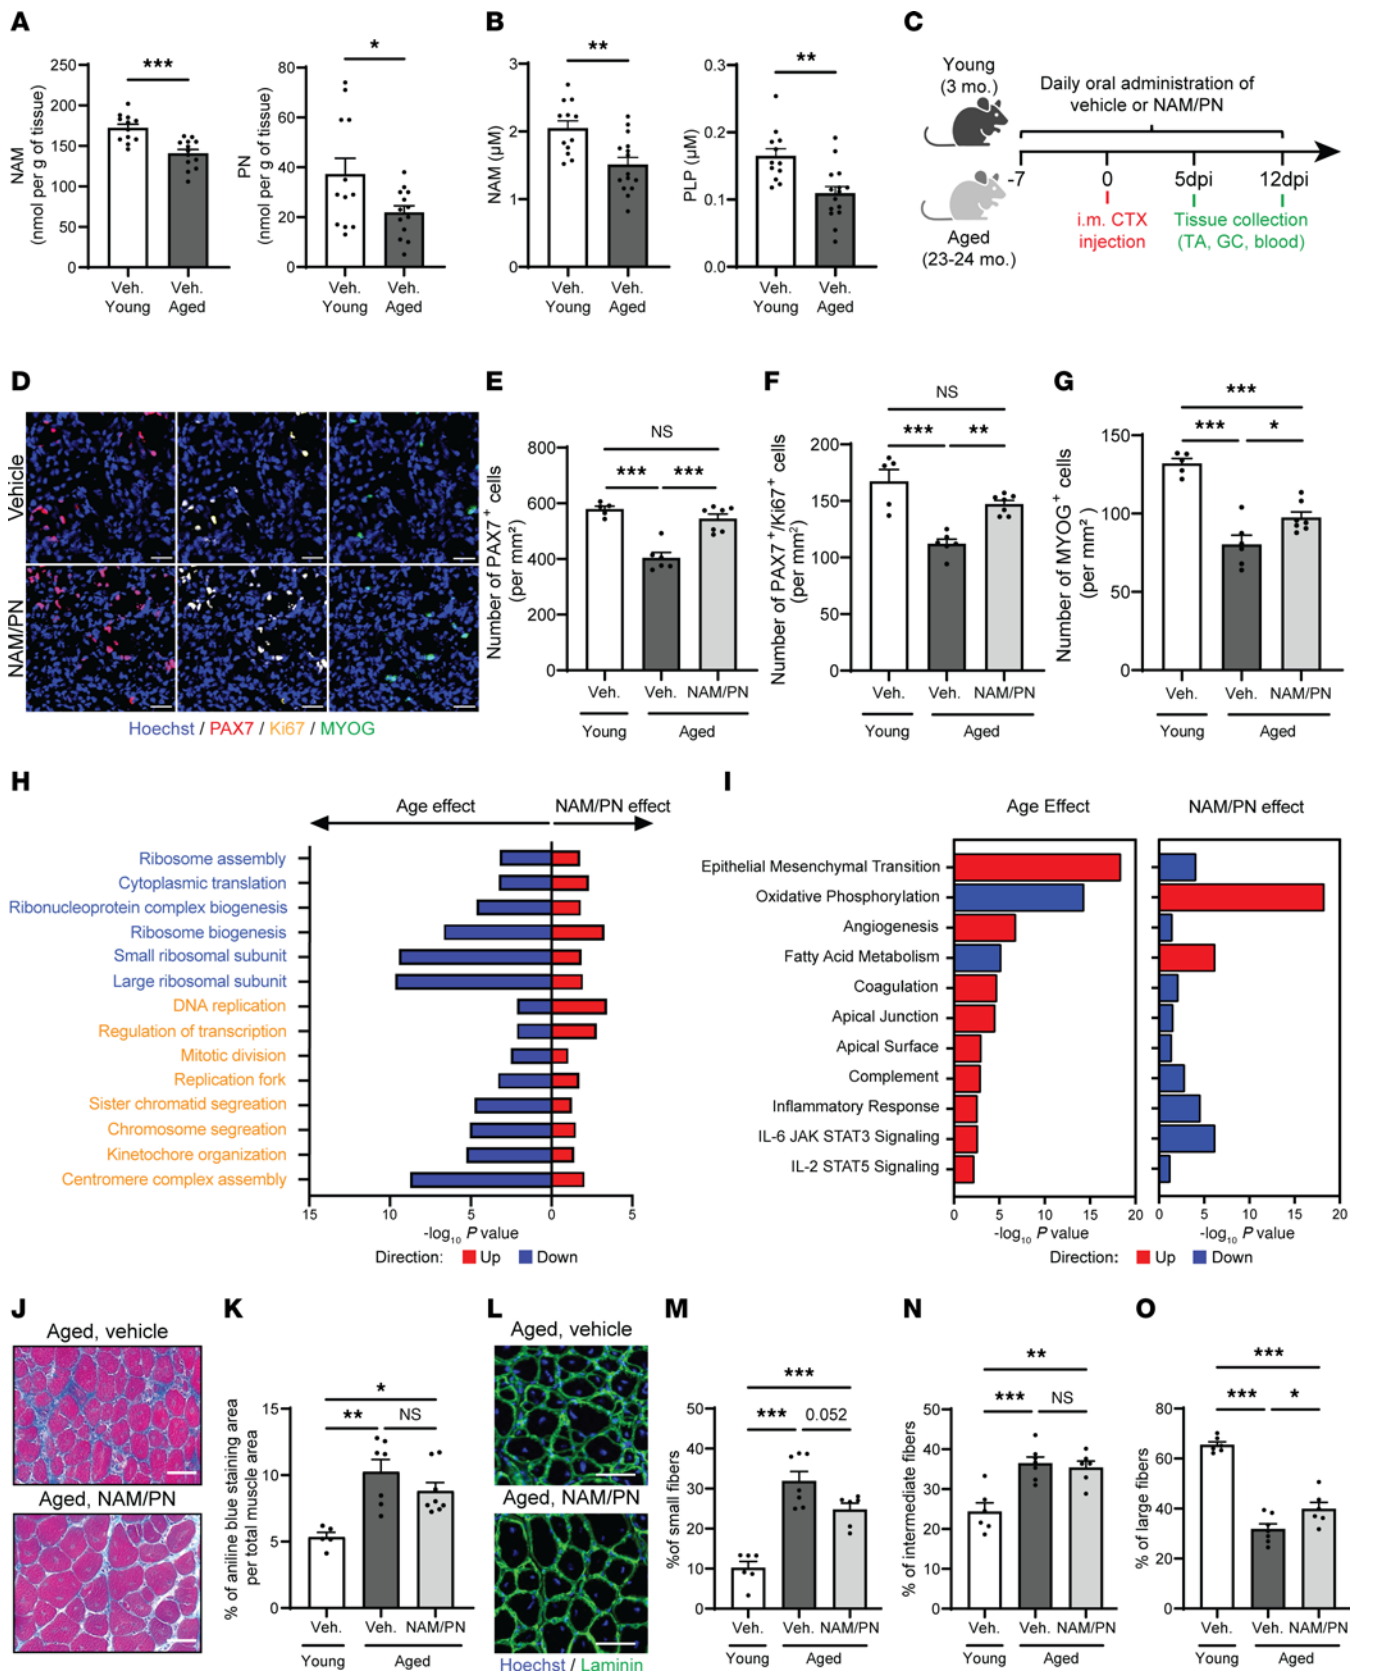 A
B
C
NAM
(nmol per g of tissue)
250
200
150
100
50
0
***
Veh.
Young
Veh.
Aged
PN
(nmol per g of tissue)
80
60
40
20
0
*
Veh.
Young
Veh.
Aged
NAM (μM)
3
2
1
0
**
Veh.
Young
Veh.
Aged
PLP (μM)
0.3
0.2
0.1
0.0
**
Veh.
Young
Veh.
Aged
Young
(3 mo.)
Aged
(23-24 mo.)
Daily oral administration of
vehicle or NAM/PN
-7
0
5dpi
12dpi
i.m. CTX
injection
Tissue collection
(TA, GC, blood)
D
E
F
G
Vehicle
NAM/PN
Hoechst / PAX7 / Ki67 / MYOG
Number of PAX7+ cells
(per mm²)
800
600
400
200
0
NS
***
***
Veh.
Veh.
NAM/PN
Young
Aged
Number of PAX7+/Ki67+ cells
(per mm²)
200
150
100
50
0
NS
***
**
Veh.
Veh.
NAM/PN
Young
Aged
Number of MYOG+ cells
(per mm²)
150
100
50
0
***
***
*
Veh.
Veh.
NAM/PN
Young
Aged
H
I
Age effect
NAM/PN effect
Ribosome assembly
Cytoplasmic translation
Ribonucleoprotein complex biogenesis
Ribosome biogenesis
Small ribosomal subunit
Large ribosomal subunit
DNA replication
Regulation of transcription
Mitotic division
Replication fork
Sister chromatid segreation
Chromosome segreation
Kinetochore organization
Centromere complex assembly
15
10
5
0
5
-log10 P value
Direction: Up Down
Age Effect
NAM/PN effect
Epithelial Mesenchymal Transition
Oxidative Phosphorylation
Angiogenesis
Fatty Acid Metabolism
Coagulation
Apical Junction
Apical Surface
Complement
Inflammatory Response
IL-6 JAK STAT3 Signaling
IL-2 STAT5 Signaling
0 5 10 15 20
0 5 10 15 20
-log10 P value
-log10 P value
Direction: Up Down
J
K
L
M
N
O
Aged, vehicle
Aged, NAM/PN
% of aniline blue staining area
per total muscle area
15
10
5
0
*
**
NS
Veh.
Veh.
NAM/PN
Young
Aged
Aged, vehicle
Aged, NAM/PN
Hoechst / Laminin
%of small fibers
50
40
30
20
10
0
***
***
0.052
Veh.
Veh.
NAM/PN
Young
Aged
% of intermediate fibers
50
40
30
20
10
0
**
***
NS
Veh.
Veh.
NAM/PN
Young
Aged
% of large fibers
80
60
40
20
0
***
***
*
Veh.
Veh.
NAM/PN
Young
Aged